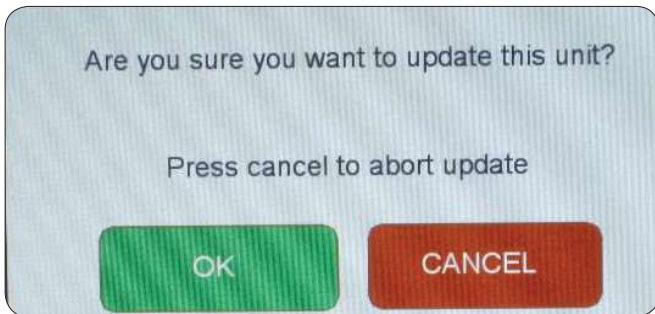 Are you sure you want to update this unit?
Press cancel to abort update
OK
CANCEL